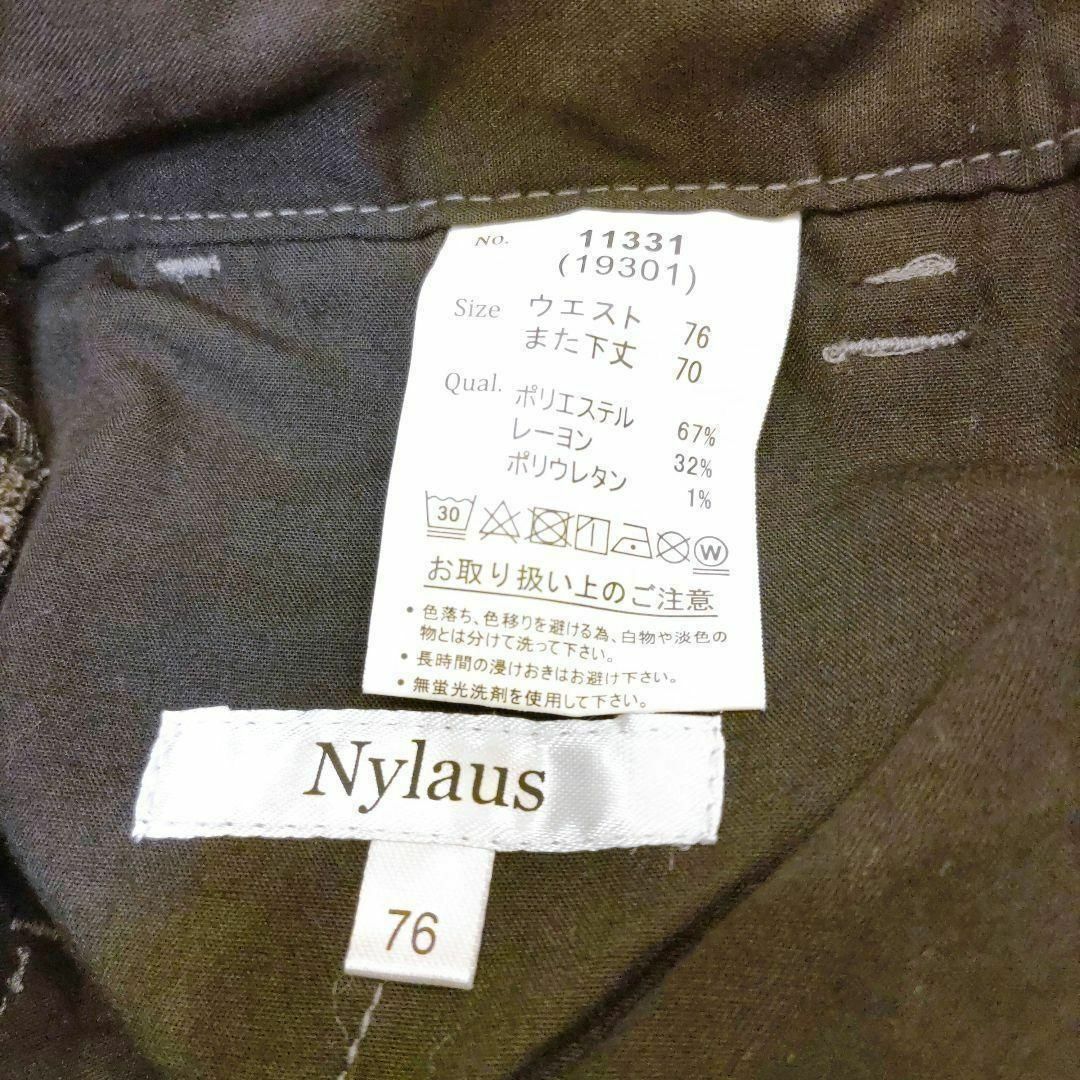 No. 11331
(19301)
Size ウエスト 76
また下丈 70
Qual. ポリエステル 67%
レーヨン 32%
ポリウレタン 1%
30 W
お取り扱い上のご注意
・色落ち、色移りを避ける為、白物や淡色の
物とは分けて洗って下さい。
・長時間の浸けおきはお避け下さい。
・無蛍光洗剤を使用して下さい。
Nylaus
76